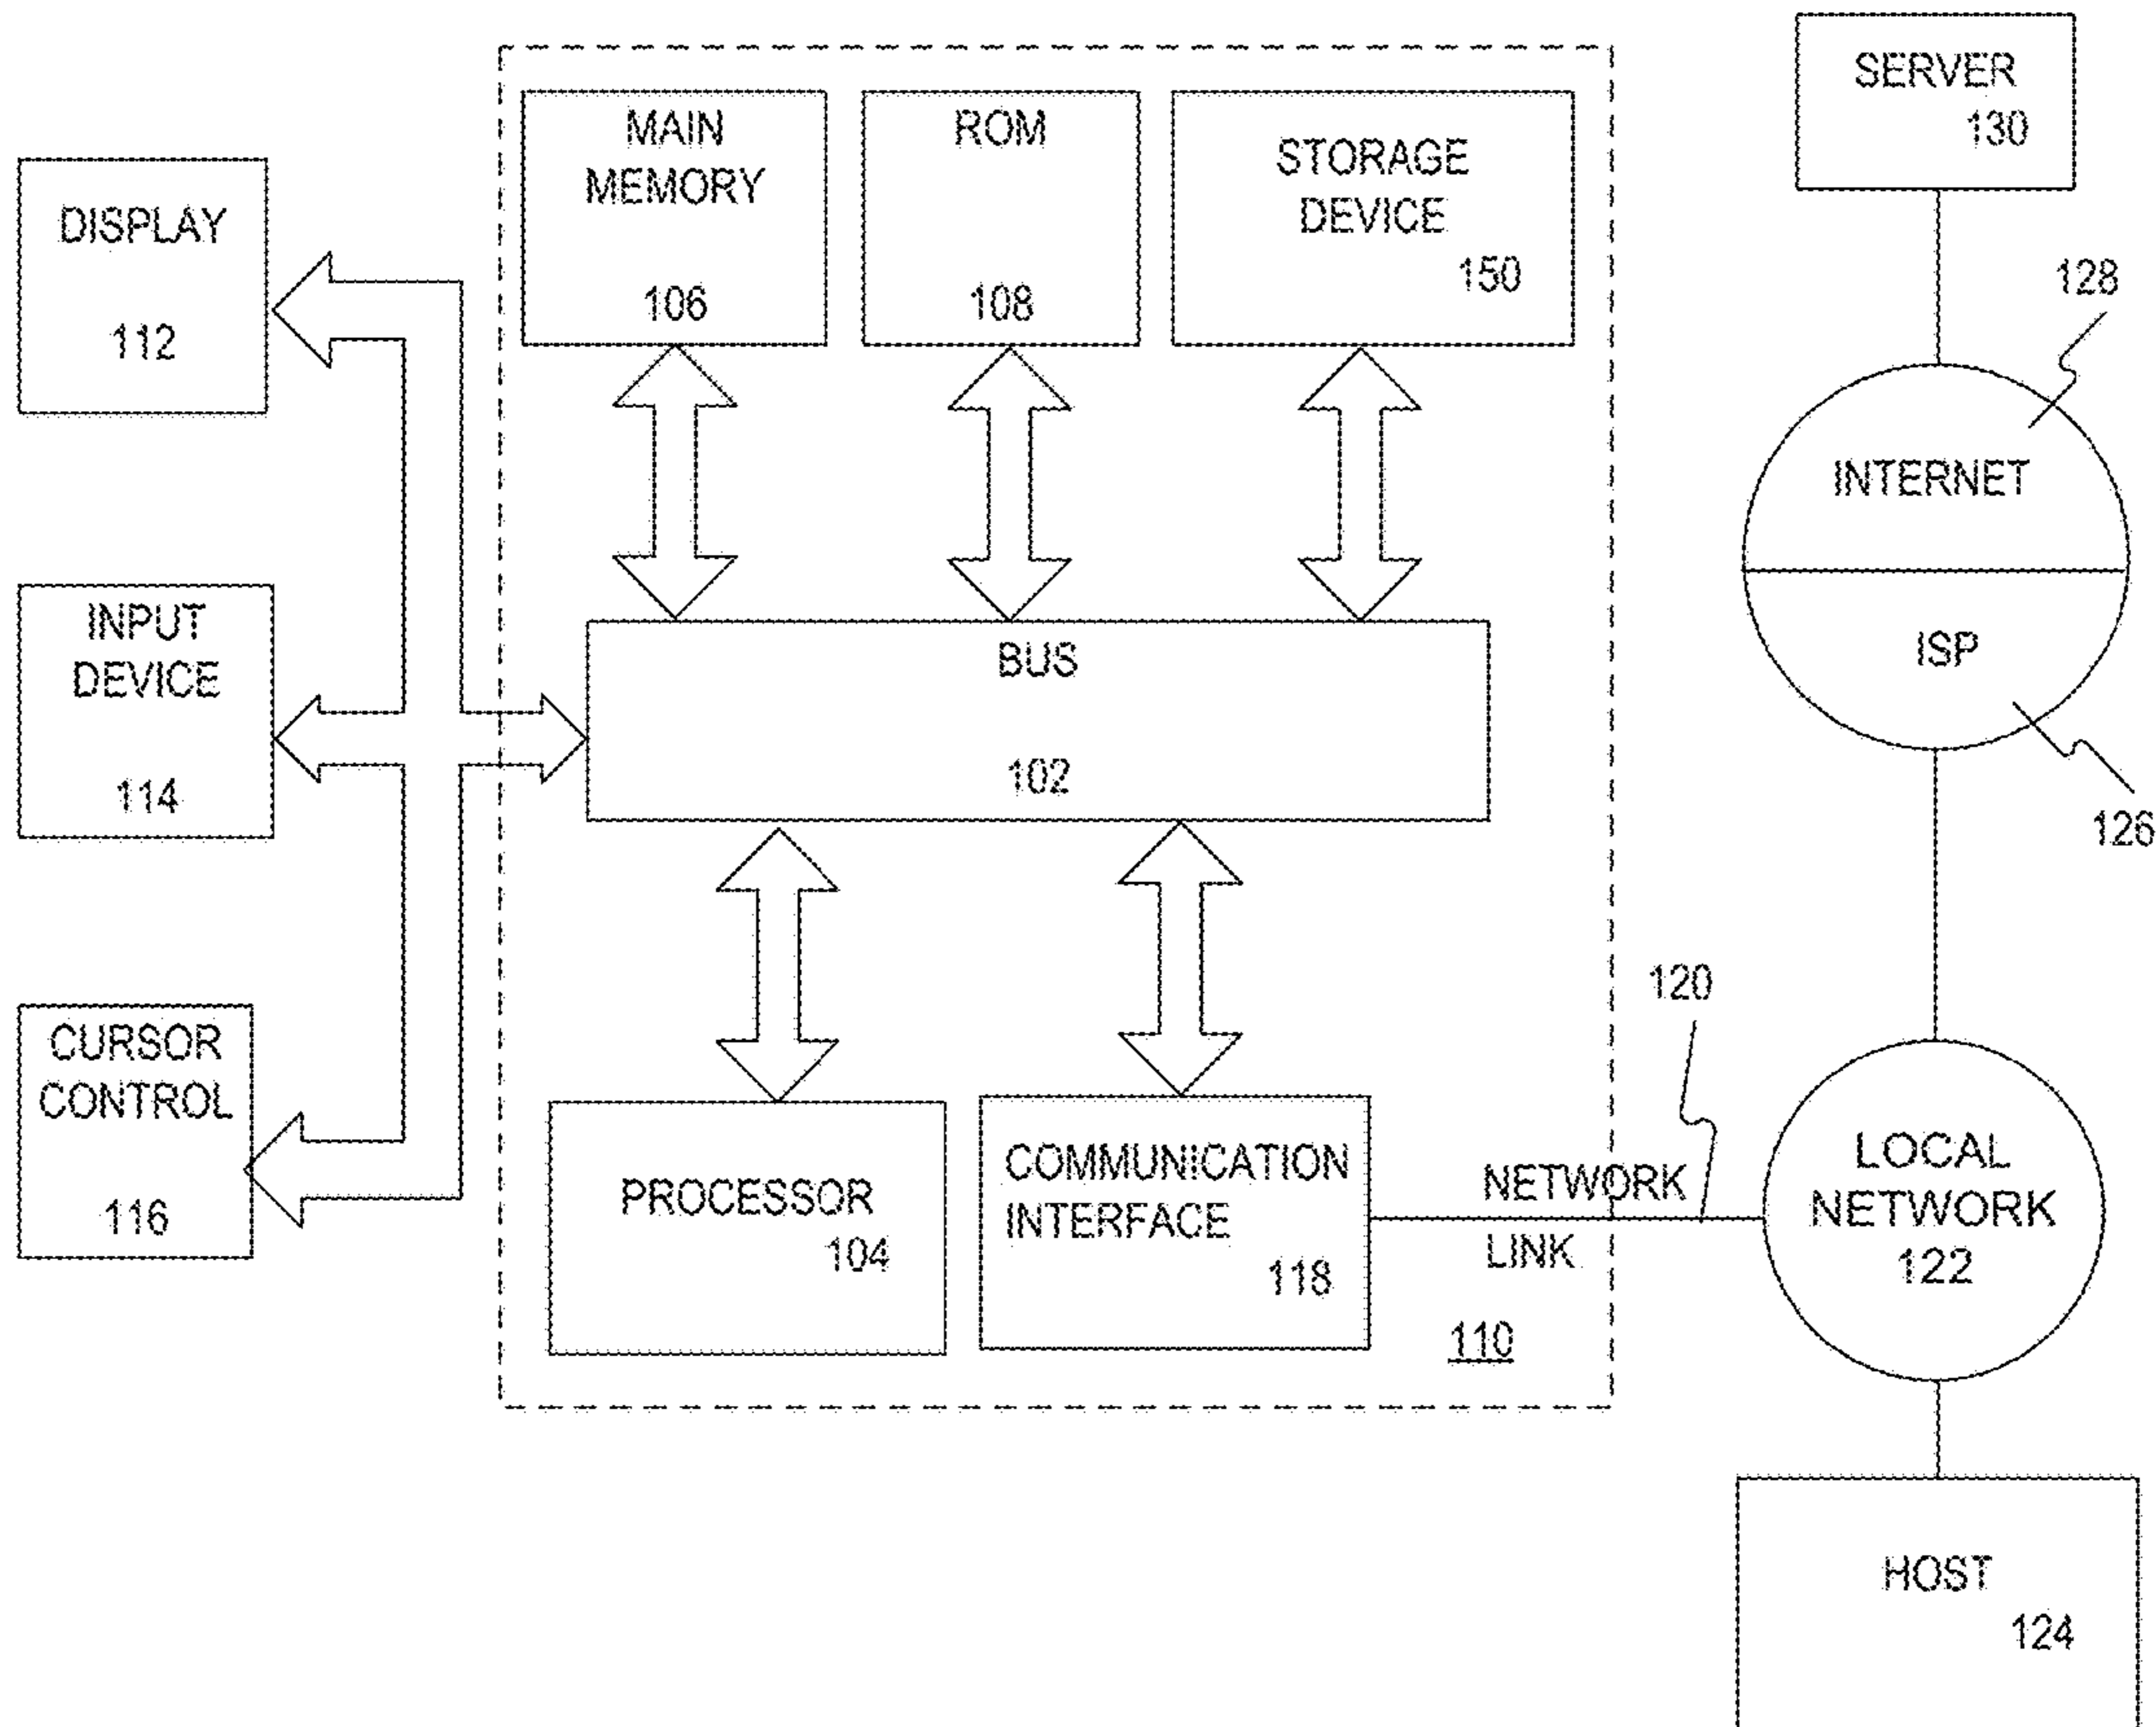 DISPLAY
112
INPUT
DEVICE
114
CURSOR
CONTROL
116
MAIN
MEMORY
106
ROM
108
STORAGE
DEVICE
150
BUS
102
PROCESSOR
104
COMMUNICATION
INTERFACE
118
NETWORK
LINK
110
120
SERVER
130
128
INTERNET
ISP
126
LOCAL
NETWORK
122
HOST
124